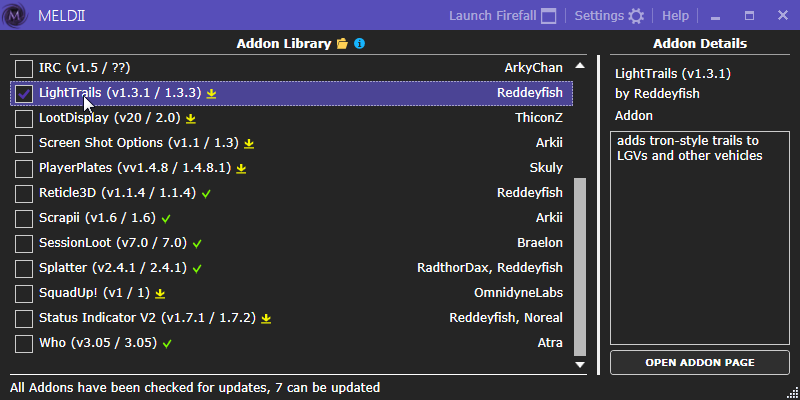 MELDII
Launch Firefall
Settings
Help
Addon Library
Addon Details
IRC (v1.5 / ??) ArkyChan
LightTrails (v1.3.1 / 1.3.3) Reddeyfish
LootDisplay (v20 / 2.0) ThiconZ
Screen Shot Options (v1.1 / 1.3) Arkii
PlayerPlates (vv1.4.8 / 1.4.8.1) Skuly
Reticle3D (v1.1.4 / 1.1.4) Reddeyfish
Scrapii (v1.6 / 1.6) Arkii
SessionLoot (v7.0 / 7.0) Braelon
Splatter (v2.4.1 / 2.4.1) RadthorDax, Reddeyfish
SquadUp! (v1 / 1) OmnidyneLabs
Status Indicator V2 (v1.7.1 / 1.7.2) Reddeyfish, Noreal
Who (v3.05 / 3.05) Atra
LightTrails (v1.3.1)
by Reddeyfish
Addon
adds tron-style trails to
LGVs and other vehicles
OPEN ADDON PAGE
All Addons have been checked for updates, 7 can be updated